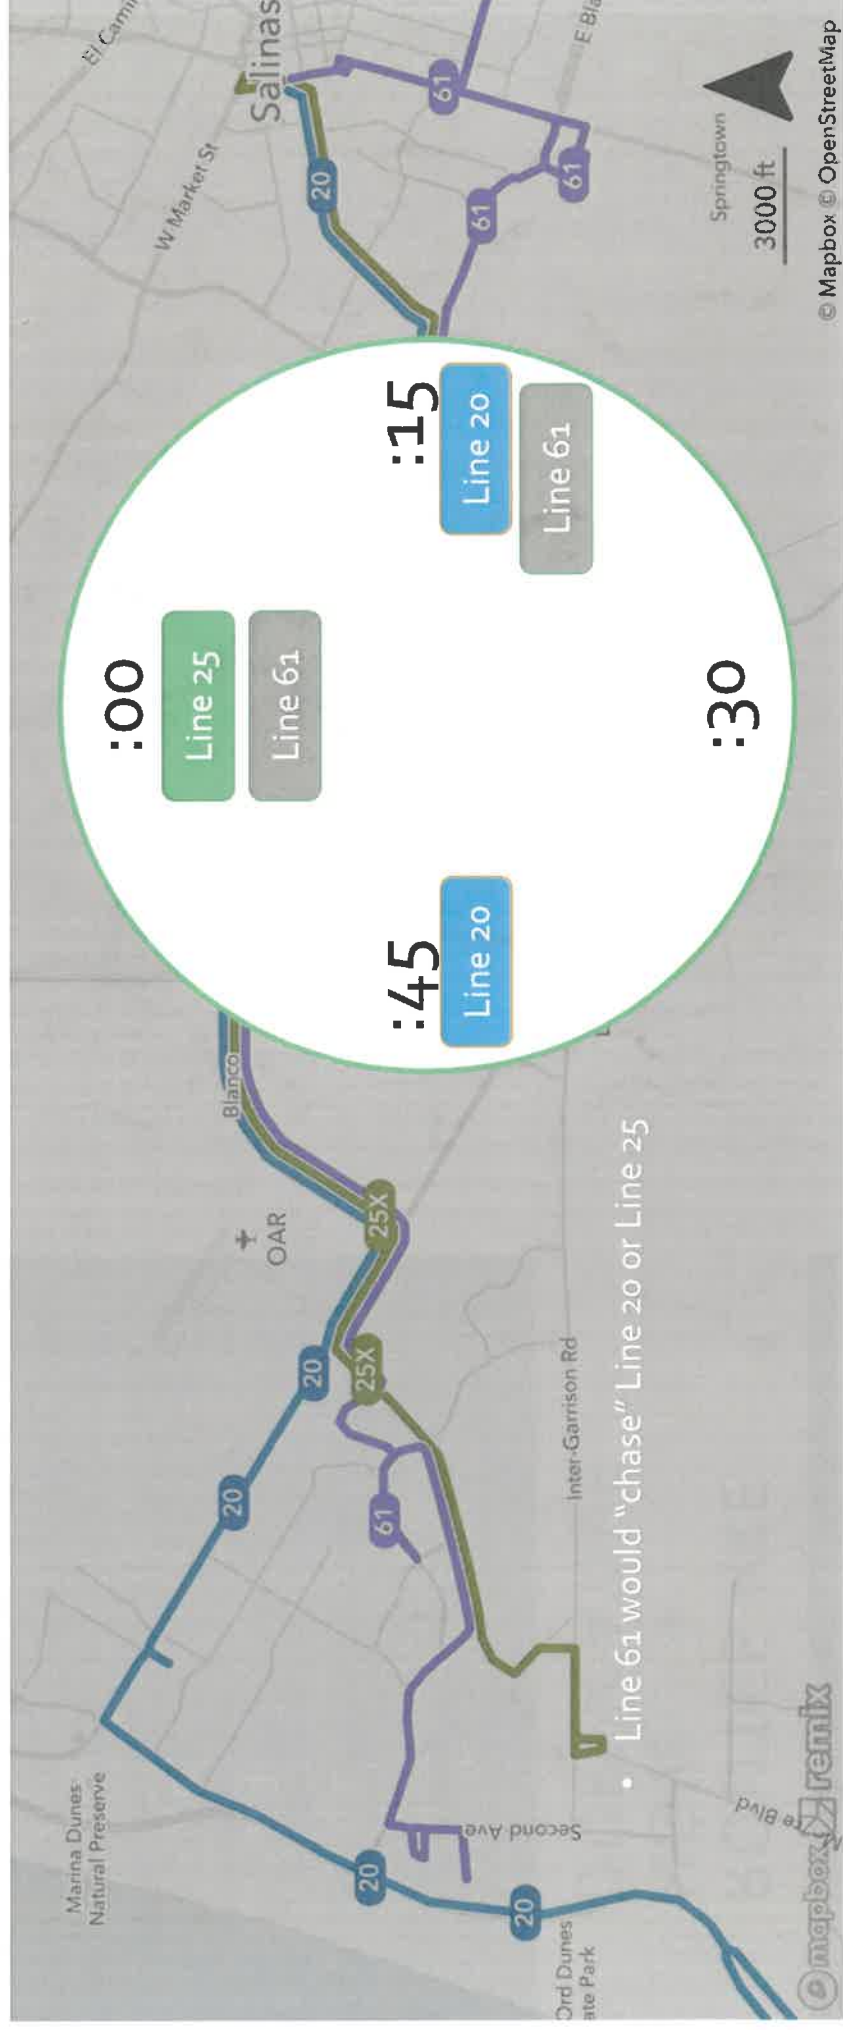 Marina Dunes
Natural Preserve
20
20
20
20
Ord Dunes
ate Park
Second Ave
61
25X
25X
Inter-Garrison Rd
OAR
Blanco
:00
Line 25
Line 61
:15
Line 20
Line 61
:30
:45
Line 20
• Line 61 would “chase” Line 20 or Line 25
W Market St
El Cami
Salinas
20
61
61
61
E Bla
Springtown
3000 ft
mapbox remix
re Blvd
© Mapbox © OpenStreetMap